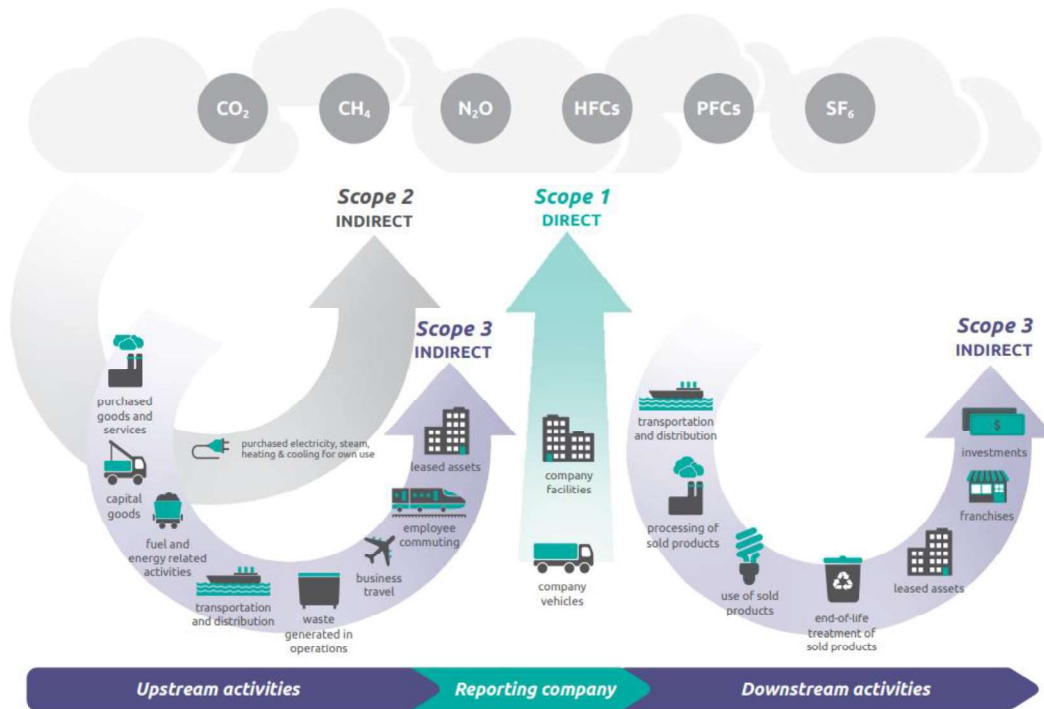 CO₂
CH₄
N₂O
HFCs
PFCs
SF₆
Scope 2
INDIRECT
Scope 1
DIRECT
Scope 3
INDIRECT
Scope 3
INDIRECT
purchased
goods and
services
capital
goods
fuel and
energy related
activities
transportation
and distribution
waste
generated in
operations
business
travel
employee
commuting
leased assets
purchased electricity, steam,
heating & cooling for own use
company
facilities
company
vehicles
transportation
and distribution
processing of
sold products
use of sold
products
end-of-life
treatment of
sold products
leased assets
franchises
$
investments
Upstream activities
Reporting company
Downstream activities